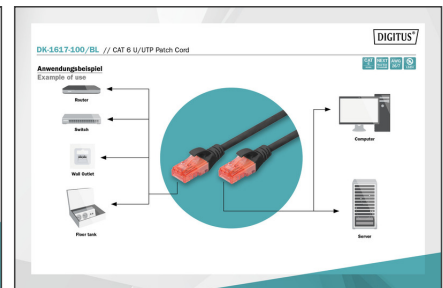 DIGITUS®
DK-1617-100/BL // CAT 6 U/UTP Patch Cord
Anwendungsbeispiel
Example of use
Router
Switch
Wall Outlet
Floor tank
Computer
Server